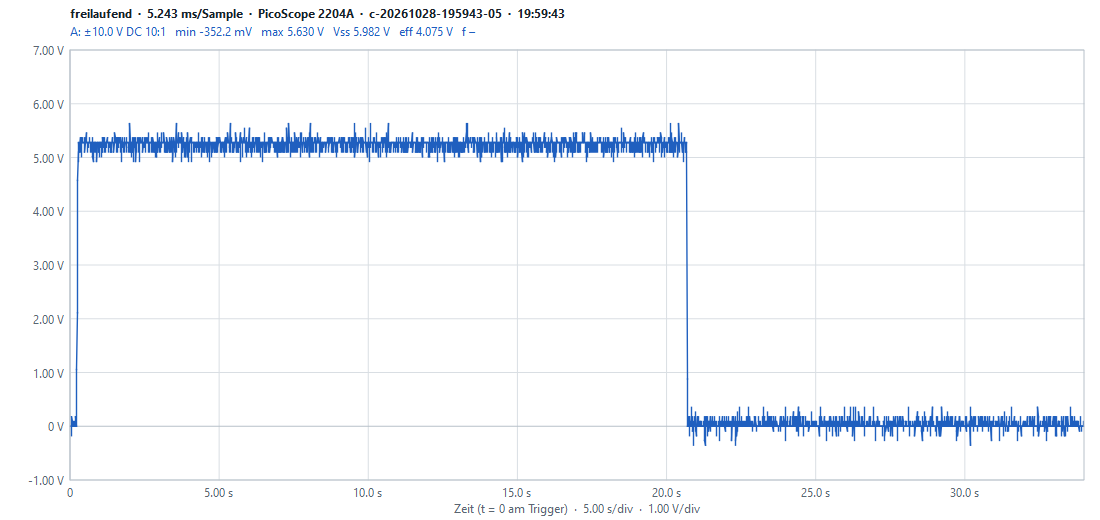 freilaufend · 5.243 ms/Sample · PicoScope 2204A · c-20261028-195943-05 · 19:59:43
A: ±10.0 V DC 10:1 min -352.2 mV max 5.630 V Vss 5.982 V eff 4.075 V f –
7.00 V
6.00 V
5.00 V
4.00 V
3.00 V
2.00 V
1.00 V
0 V
-1.00 V
0 5.00 s 10.0 s 15.0 s 20.0 s 25.0 s 30.0 s
Zeit (t = 0 am Trigger) · 5.00 s/div · 1.00 V/div